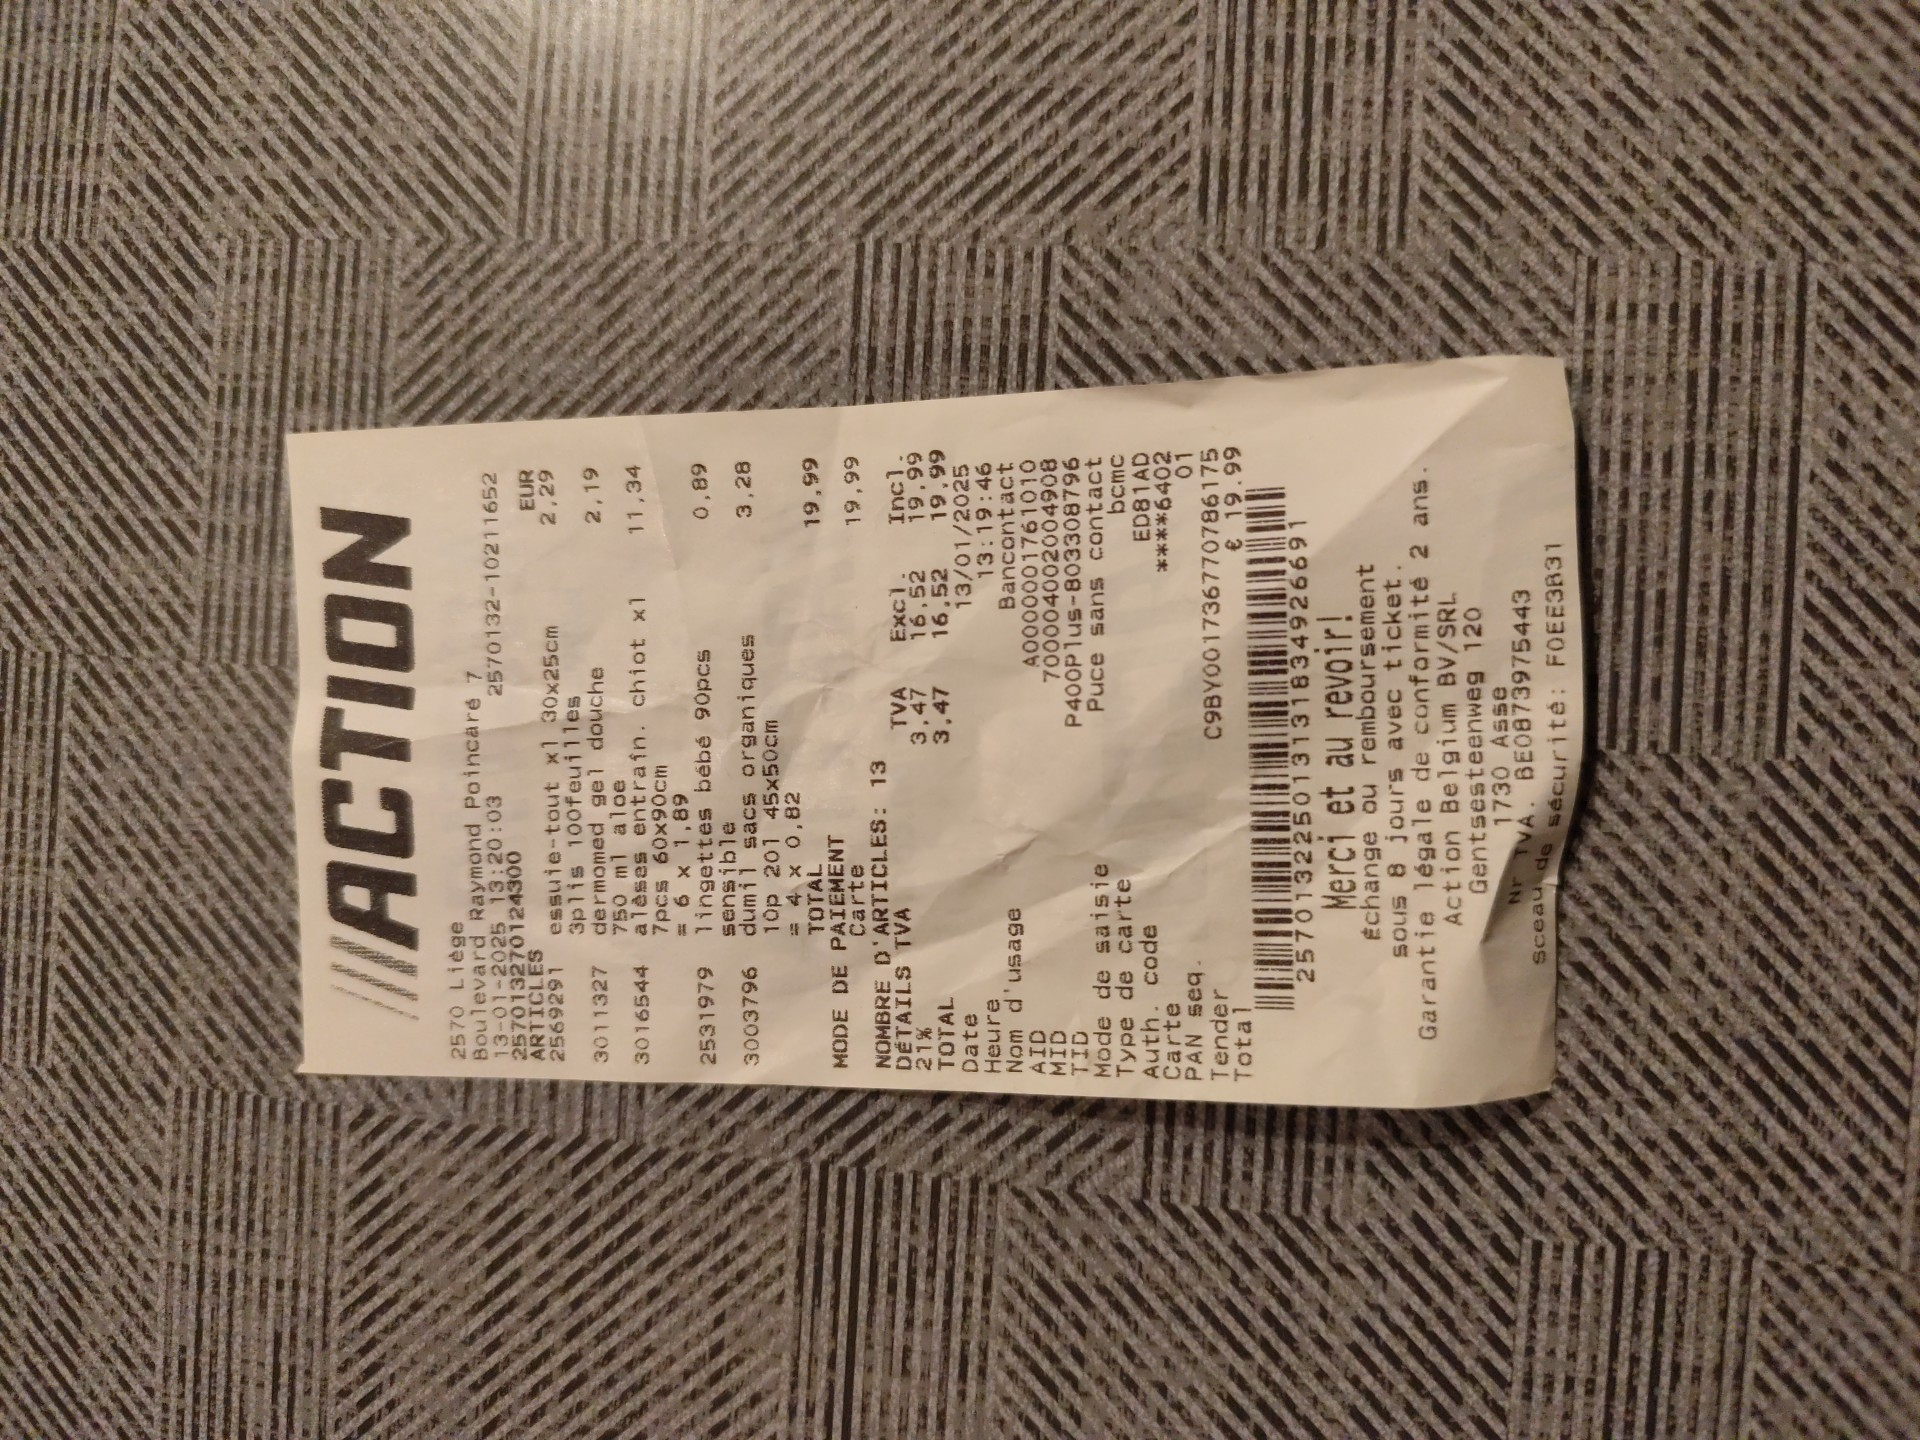 ///ACTION
2570 Liège
Boulevard Raymond Poincaré 7
13-01-2025 13:20:03 2570132-10211652
2570132701124300
ARTICLES EUR
2569291 essuie-tout x1 30x25cm 2,29
3plis 100feuilles
3011327 dermomed gel douche 2,19
750 ml aloe
3016544 alèses entraîn. chiot x1 11,34
7pcs 60x90cm
= 6 x 1,89
2531979 lingettes bébé 90pcs 0,89
sensible
3003796 dumil sacs organiques 3,28
10p 20l 45x50cm
= 4 x 0,82
TOTAL 19,99
MODE DE PAIEMENT
Carte 19,99
NOMBRE D'ARTICLES: 13
DÉTAILS TVA TVA Excl. Incl.
21% 3,47 16,52 19,99
TOTAL 3,47 16,52 19,99
Date 13/01/2025
Heure 13:19:46
Nom d'usage Bancontact
AID A0000001761010
MID 700004002004908
TID P400Plus-803308796
Mode de saisie Puce sans contact
Type de carte bcmc
Auth. code ED81AD
Carte ****6402
PAN seq. 01
Tender C9BY001736770786175
Total € 19.99
2570132250131318349266​91
Merci et au revoir!
Échange ou remboursement
sous 8 jours avec ticket.
Garantie légale de conformité 2 ans.
Action Belgium BV/SRL
Gentsesteenweg 120
1730 Asse
Nr TVA. BE0873975443
sceau de sécurité: F0EE3B31